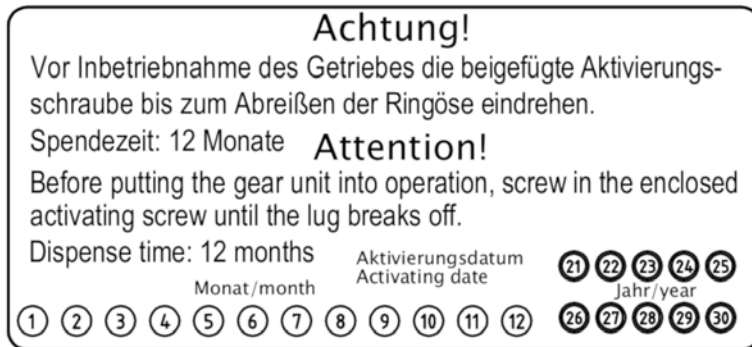 Achtung!
Vor Inbetriebnahme des Getriebes die beigefügte Aktivierungs-
schraube bis zum Abreißen der Ringöse eindrehen.
Spendezeit: 12 Monate
Attention!
Before putting the gear unit into operation, screw in the enclosed
activating screw until the lug breaks off.
Dispense time: 12 months
Aktivierungsdatum
Activating date
21 22 23 24 25
Monat/month
Jahr/year
1 2 3 4 5 6 7 8 9 10 11 12
26 27 28 29 30